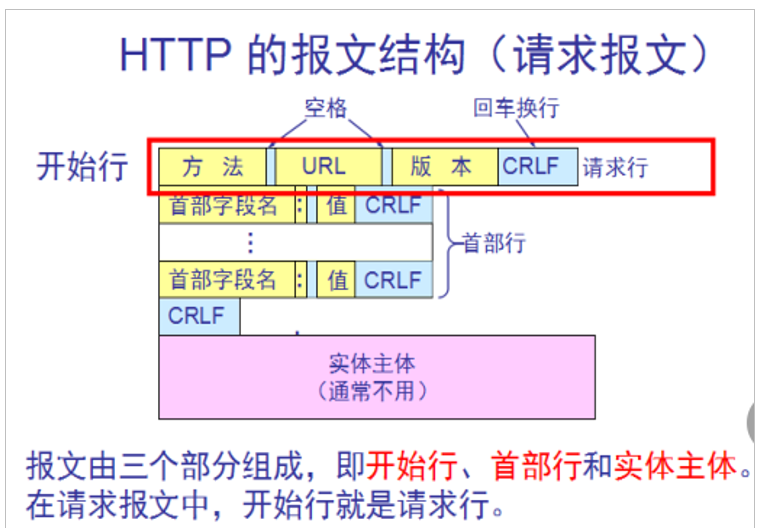 HTTP 的报文结构（请求报文）
空格 回车换行
开始行 方 法 URL 版 本 CRLF 请求行
首部字段名 : 值 CRLF
⋮ 首部行
首部字段名 : 值 CRLF
CRLF
实体主体
（通常不用）
报文由三个部分组成，即开始行、首部行和实体主体。
在请求报文中，开始行就是请求行。